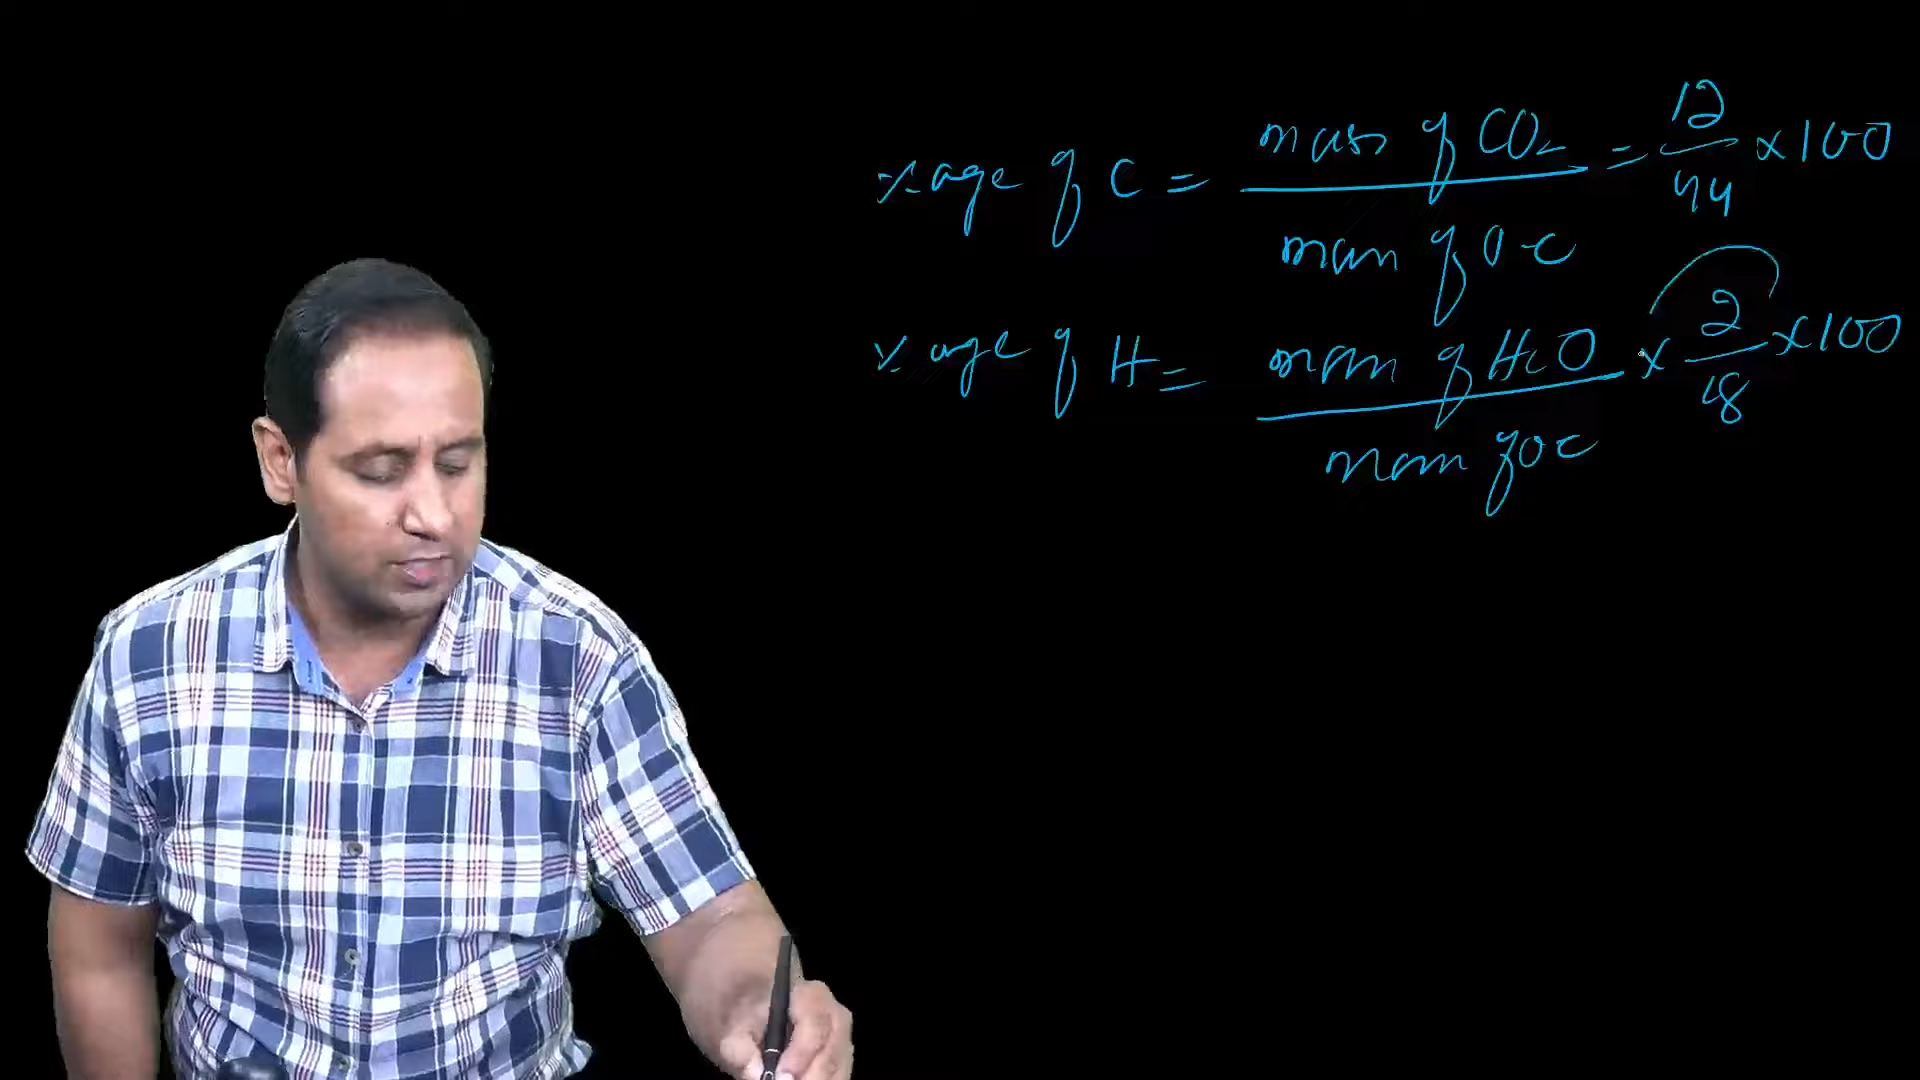 %age of C = mass of CO₂ / mass of O.C = 12/44 × 100
%age of H = mass of H₂O / mass of O.C × 2/18 × 100